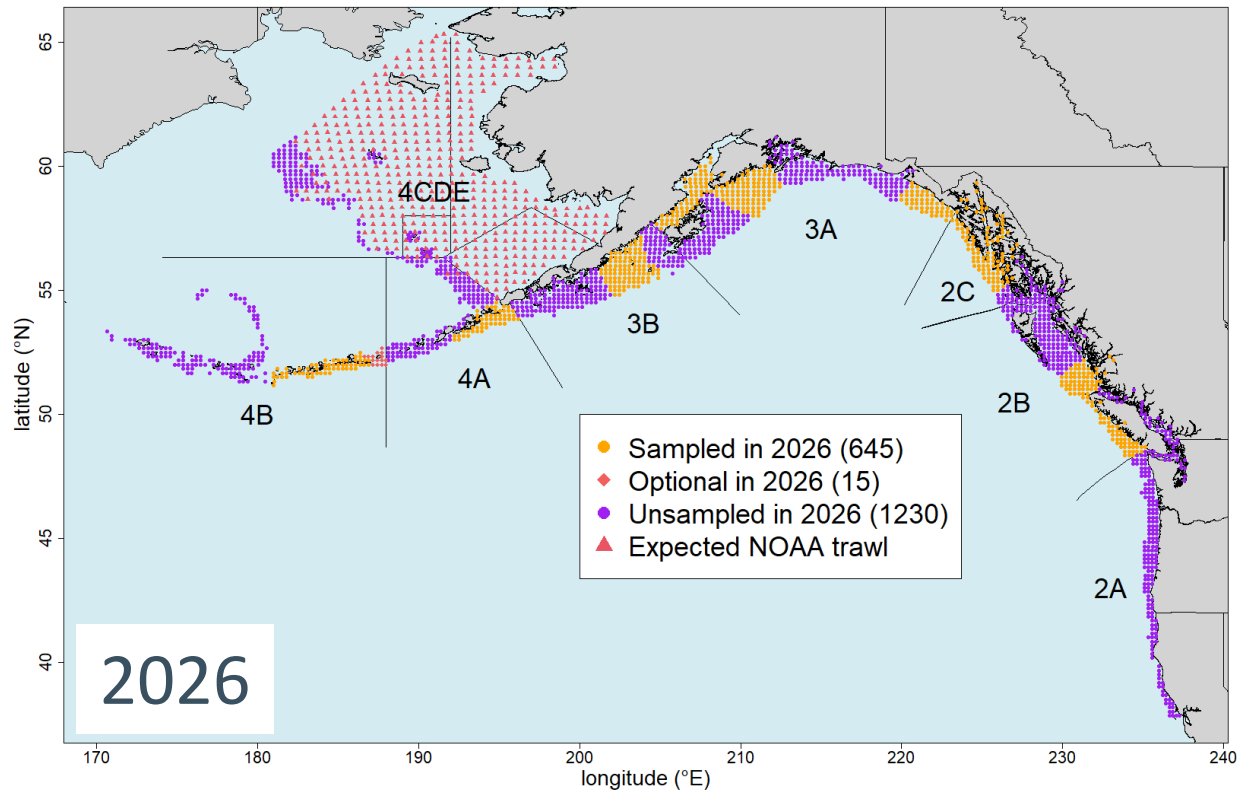 65
60
55
50
45
40
latitude (°N)
4CDE
3A
2C
3B
4A
2B
4B
2A
Sampled in 2026 (645)
Optional in 2026 (15)
Unsampled in 2026 (1230)
Expected NOAA trawl
2026
170
180
190
200
210
220
230
240
longitude (°E)